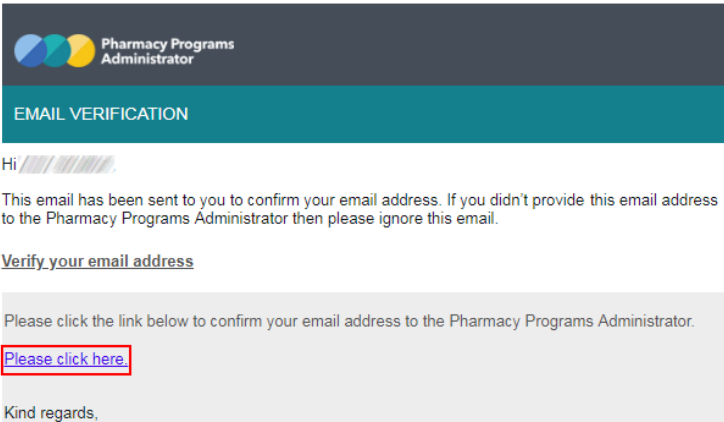 Pharmacy Programs
Administrator
EMAIL VERIFICATION
Hi
This email has been sent to you to confirm your email address. If you didn't provide this email address
to the Pharmacy Programs Administrator then please ignore this email.
Verify your email address
Please click the link below to confirm your email address to the Pharmacy Programs Administrator.
Please click here.
Kind regards,